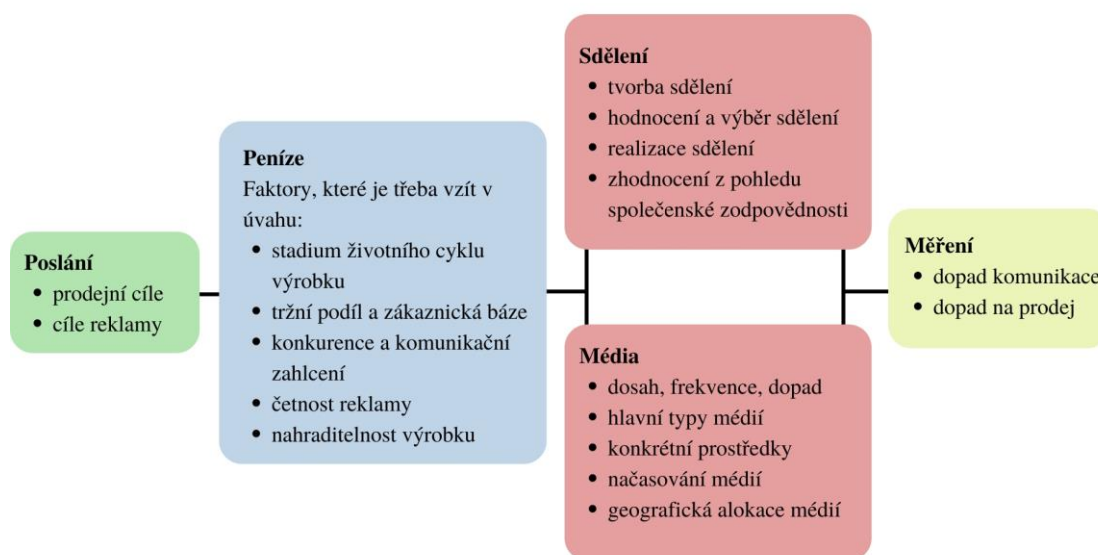 Poslání
• prodejní cíle
• cíle reklamy
Peníze
Faktory, které je třeba vzít v
úvahu:
• stadium životního cyklu
výrobku
• tržní podíl a zákaznická báze
• konkurence a komunikační
zahlcení
• četnost reklamy
• nahraditelnost výrobku
Sdělení
• tvorba sdělení
• hodnocení a výběr sdělení
• realizace sdělení
• zhodnocení z pohledu
společenské zodpovědnosti
Média
• dosah, frekvence, dopad
• hlavní typy médií
• konkrétní prostředky
• načasování médií
• geografická alokace médií
Měření
• dopad komunikace
• dopad na prodej